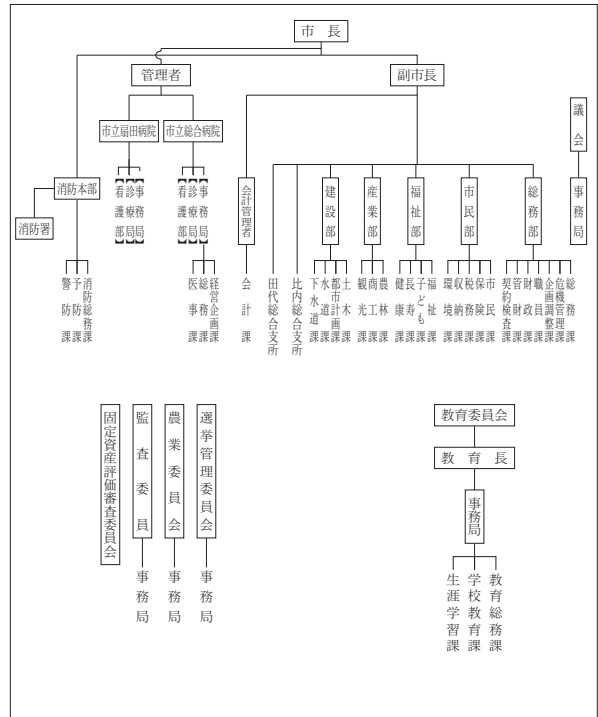 市長
管理者
副市長
議会
事務局
市立扇田病院
市立総合病院
消防本部
消防署
看護部
診療局
事務局
看護部
診療局
事務局
会計管理者
建設部
産業部
福祉部
市民部
総務部
警防課
予防課
消防総務課
医事課
総務課
経営企画課
会計課
田代総合支所
比内総合支所
下水道課
水道課
都市計画課
土木課
観光課
商工課
農林課
健康課
長寿課
子ども課
福祉課
環境課
収納課
税務課
保険課
市民課
契約検査課
管財課
財政課
職員課
企画調整課
危機管理課
総務課
固定資産評価審査委員会
監査委員
事務局
農業委員会
事務局
選挙管理委員会
事務局
教育委員会
教育長
事務局
生涯学習課
学校教育課
教育総務課